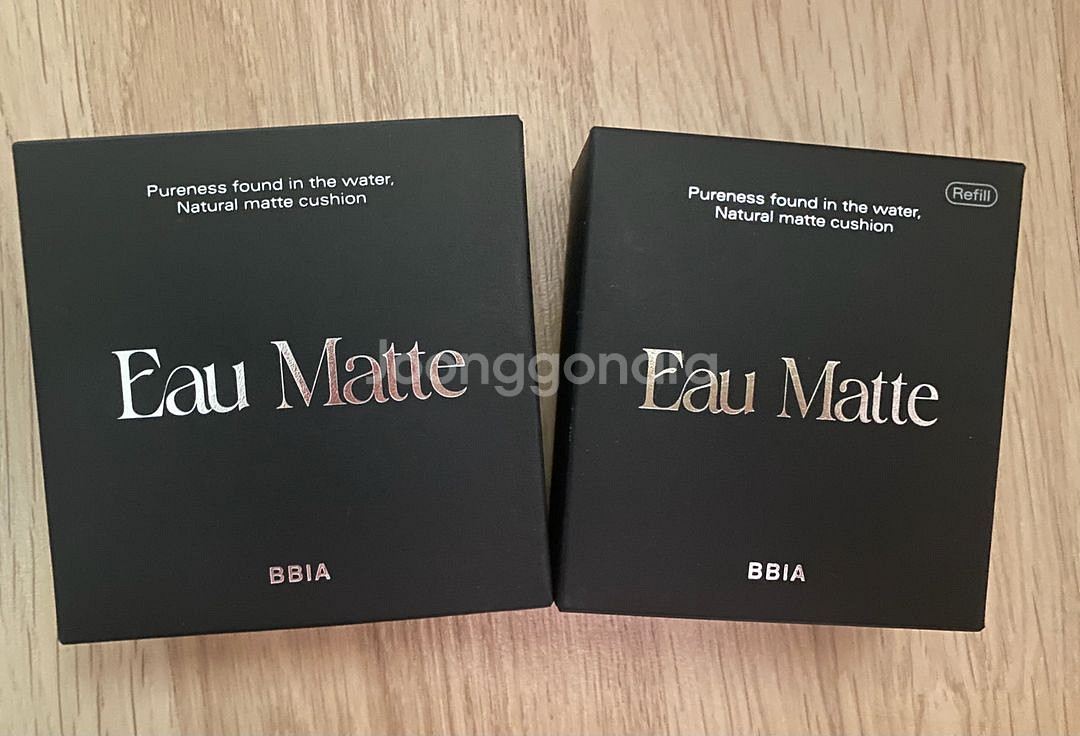 Pureness found in the water,
Natural matte cushion
Eau Matte
BBIA
Refill
Pureness found in the water,
Natural matte cushion
Eau Matte
BBIA
Joonggondrg